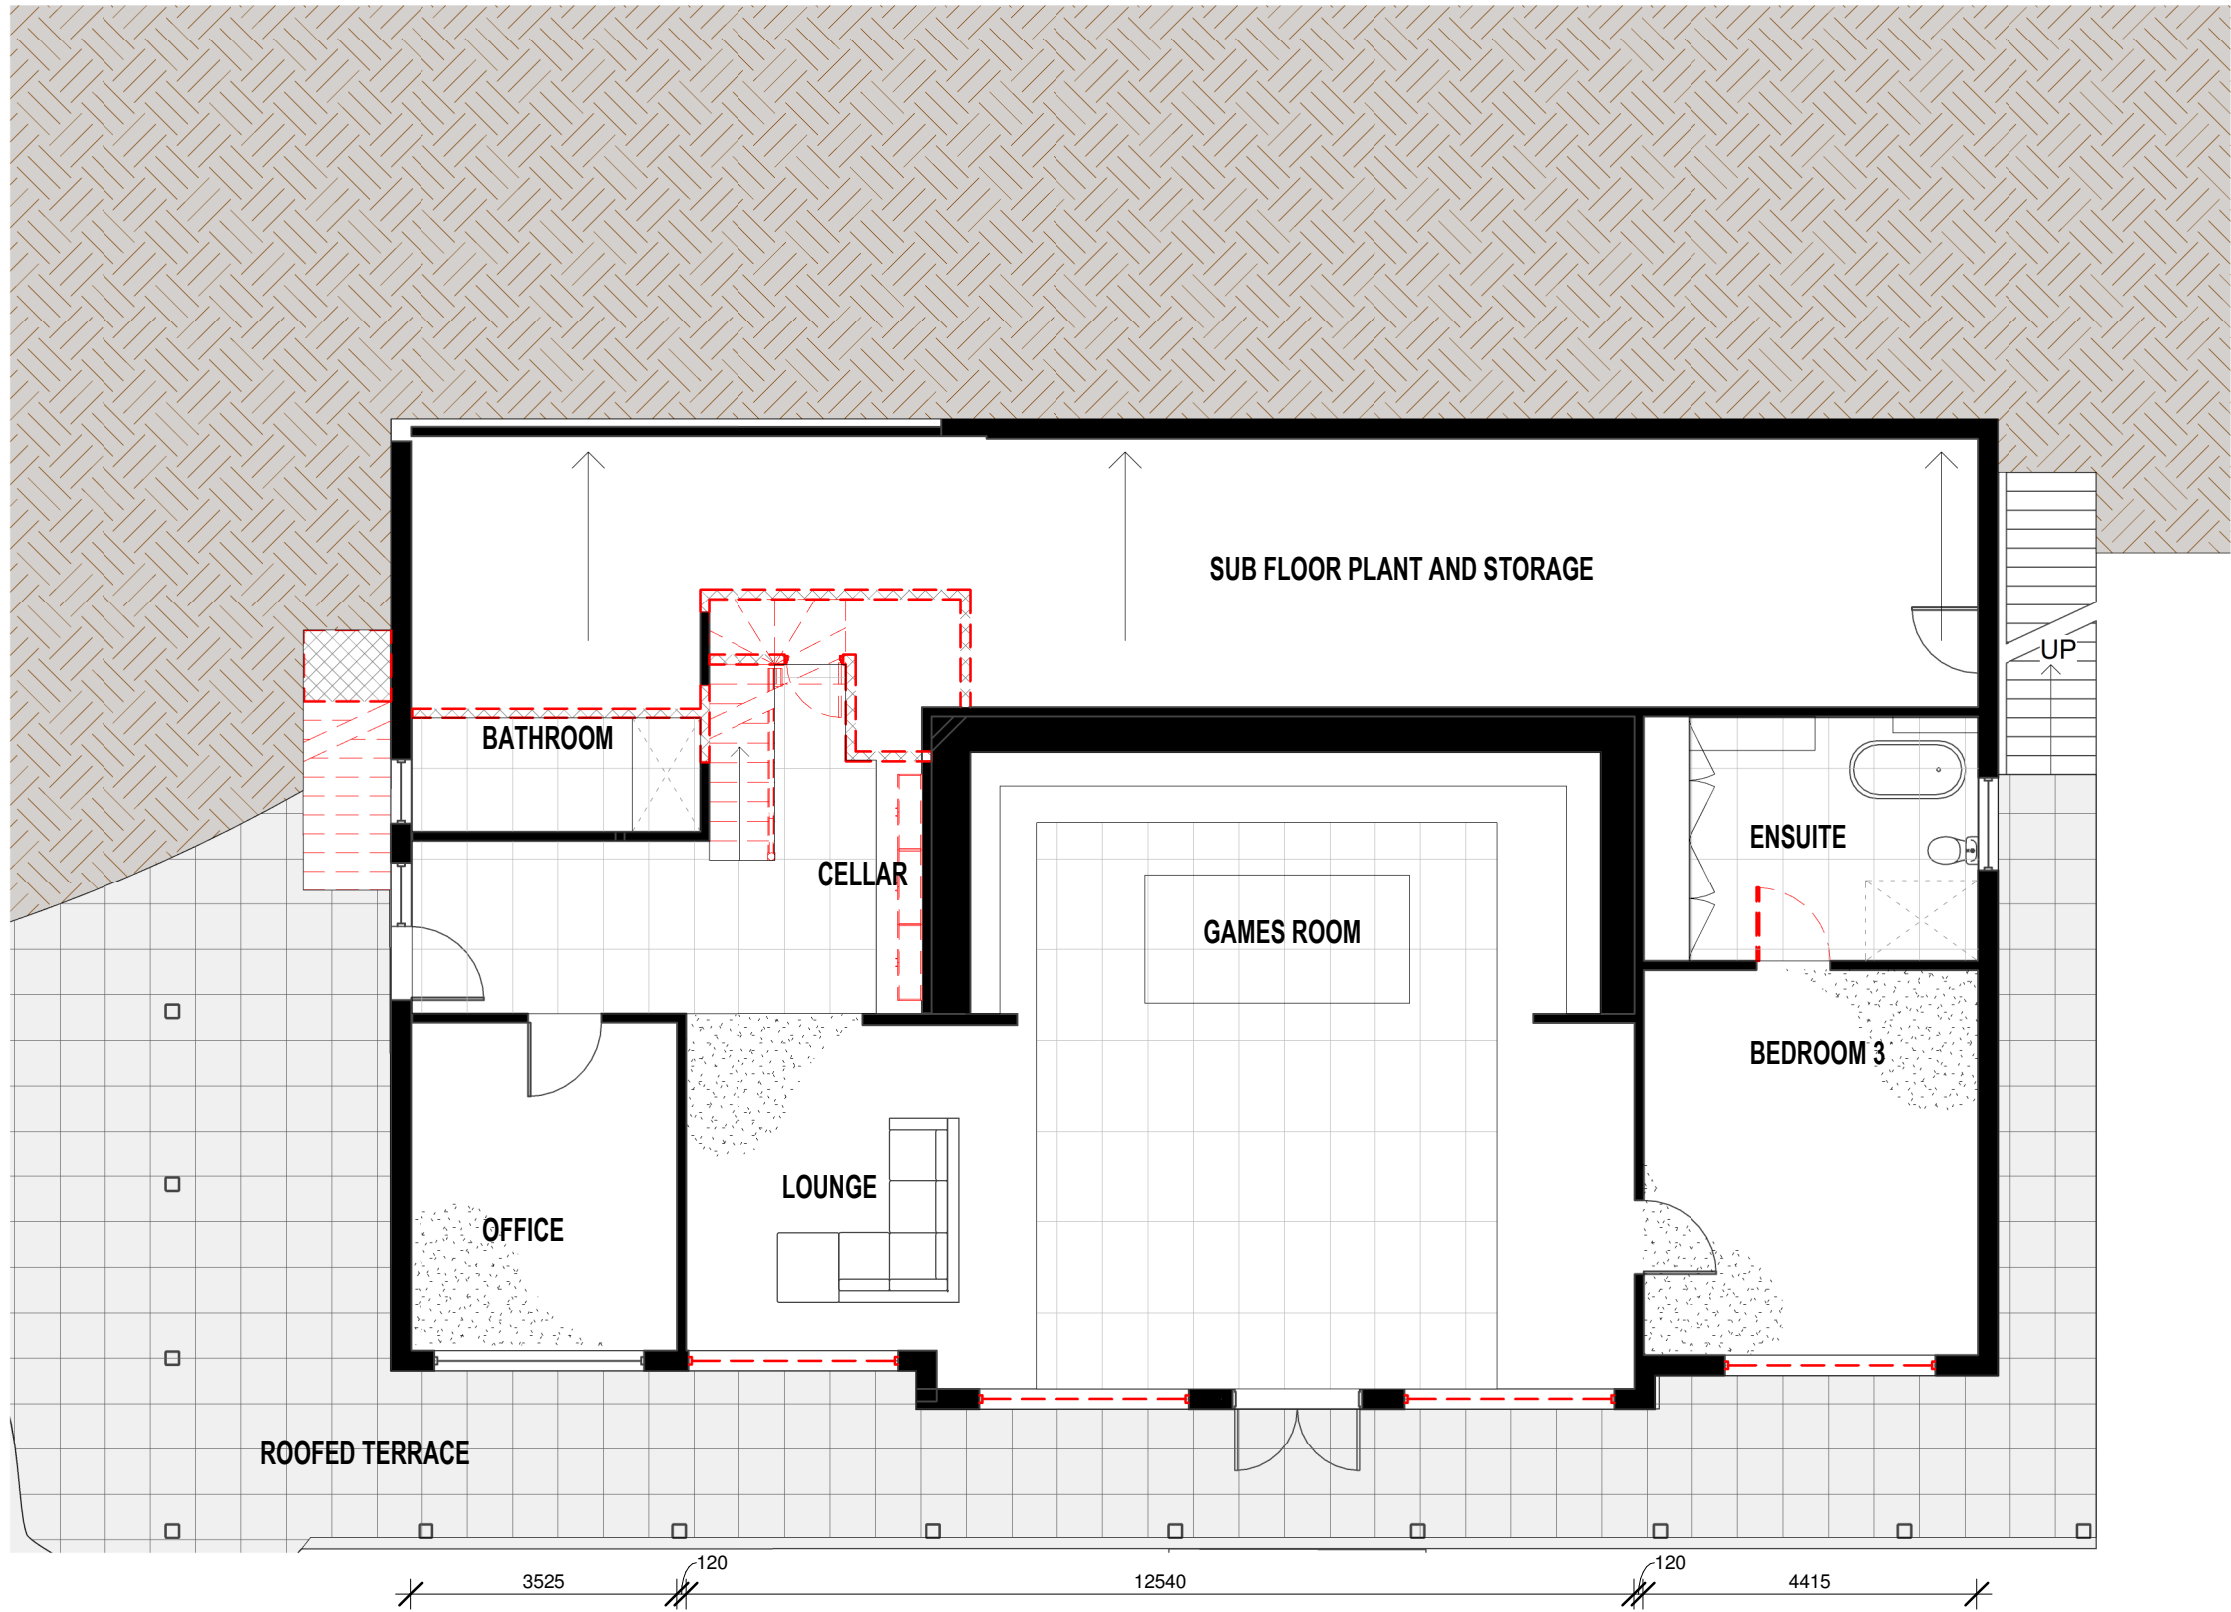 SUB FLOOR PLANT AND STORAGE
UP
BATHROOM
ENSUITE
CELLAR
GAMES ROOM
BEDROOM 3
LOUNGE
OFFICE
ROOFED TERRACE
120
120
3525
12540
4415